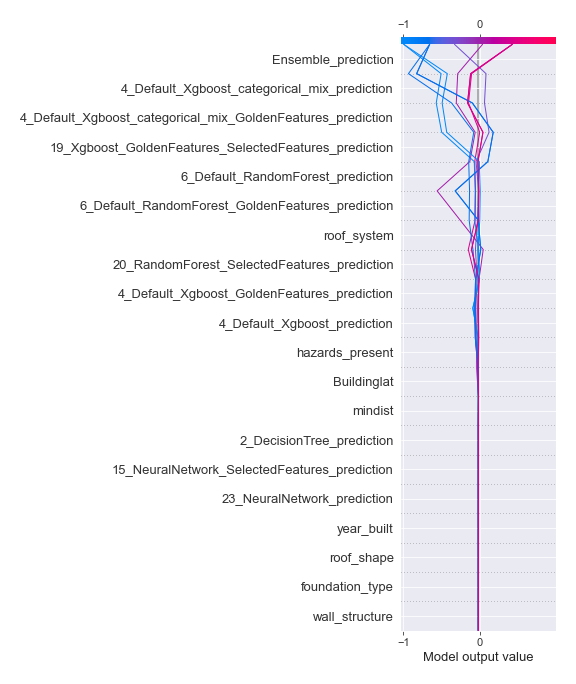 −1 0
Ensemble_prediction
4_Default_Xgboost_categorical_mix_prediction
4_Default_Xgboost_categorical_mix_GoldenFeatures_prediction
19_Xgboost_GoldenFeatures_SelectedFeatures_prediction
6_Default_RandomForest_prediction
6_Default_RandomForest_GoldenFeatures_prediction
roof_system
20_RandomForest_SelectedFeatures_prediction
4_Default_Xgboost_GoldenFeatures_prediction
4_Default_Xgboost_prediction
hazards_present
Buildinglat
mindist
2_DecisionTree_prediction
15_NeuralNetwork_SelectedFeatures_prediction
23_NeuralNetwork_prediction
year_built
roof_shape
foundation_type
wall_structure
−1 0
Model output value